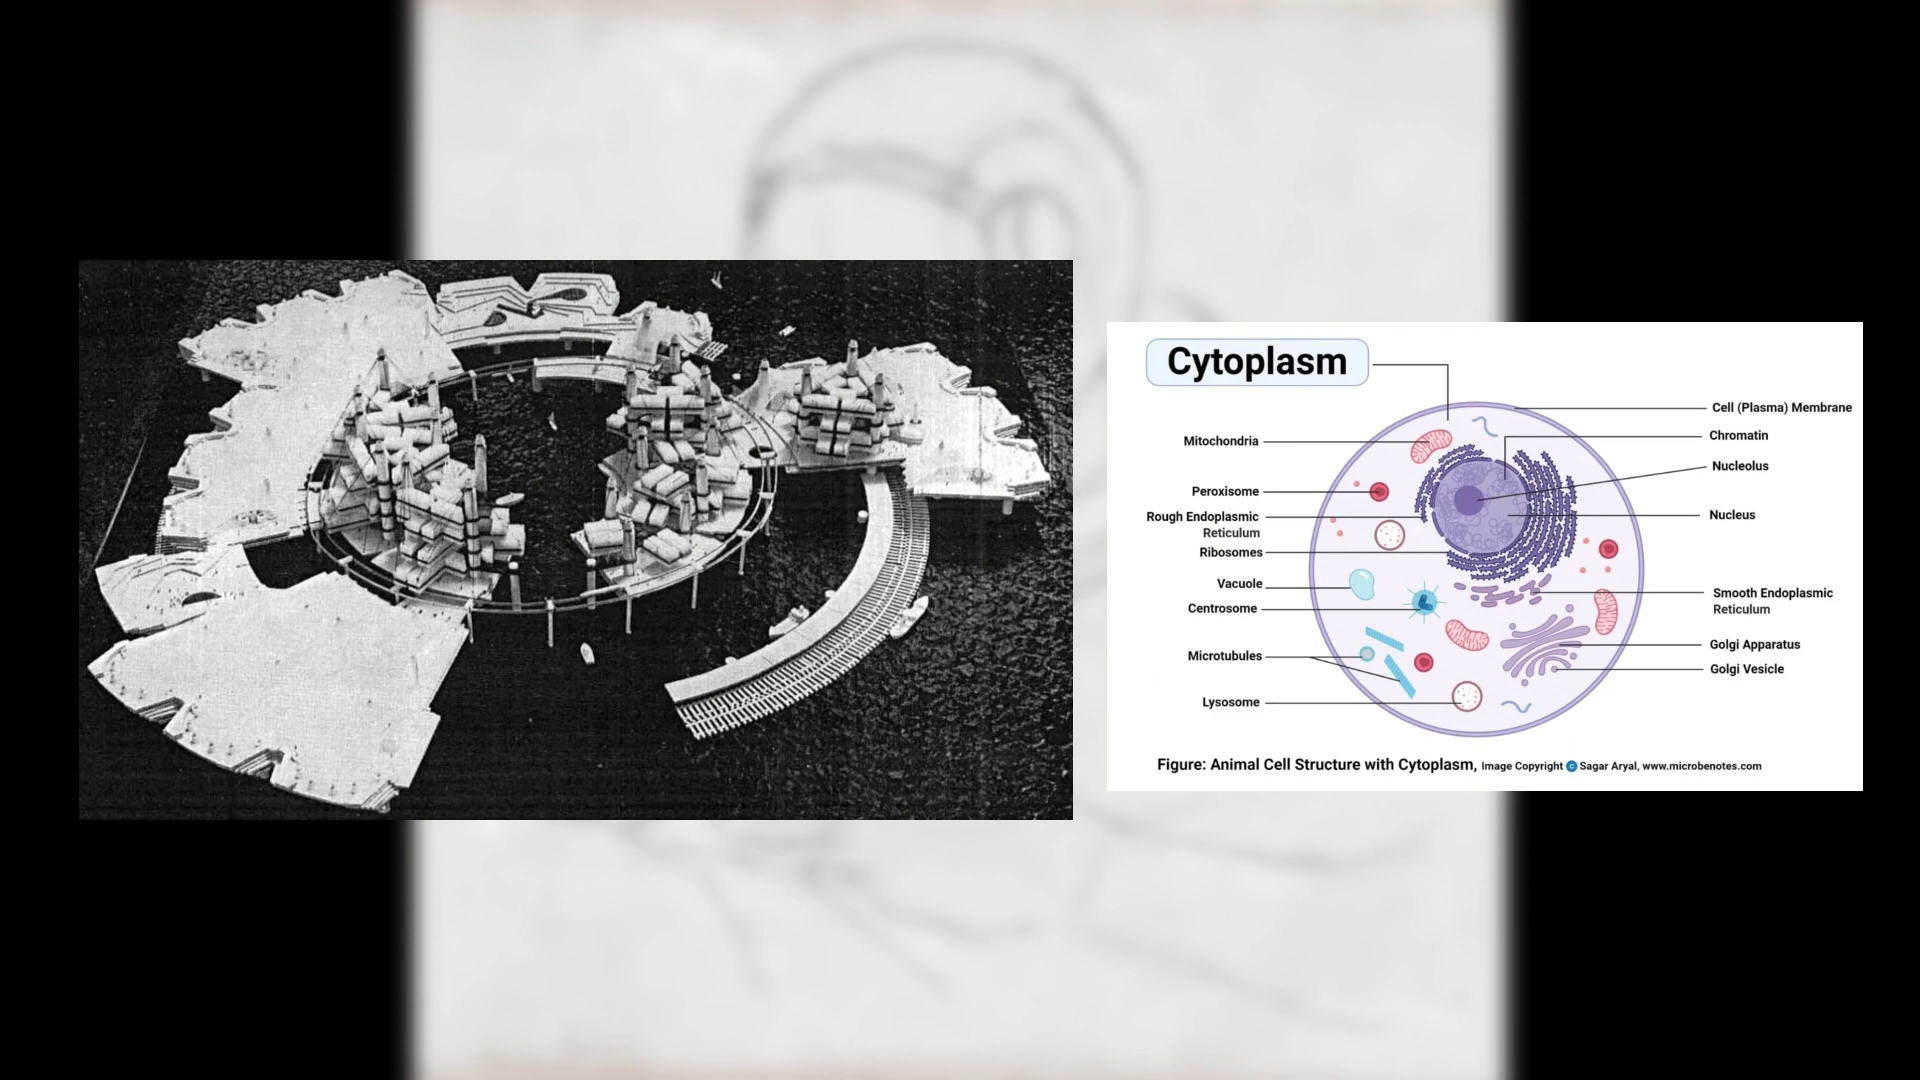 Cytoplasm
Cell (Plasma) Membrane
Chromatin
Mitochondria
Nucleolus
Peroxisome
Rough Endoplasmic
Reticulum
Nucleus
Ribosomes
Vacuole
Smooth Endoplasmic
Reticulum
Centrosome
Golgi Apparatus
Microtubules
Golgi Vesicle
Lysosome
Figure: Animal Cell Structure with Cytoplasm, Image Copyright © Sagar Aryal, www.microbenotes.com